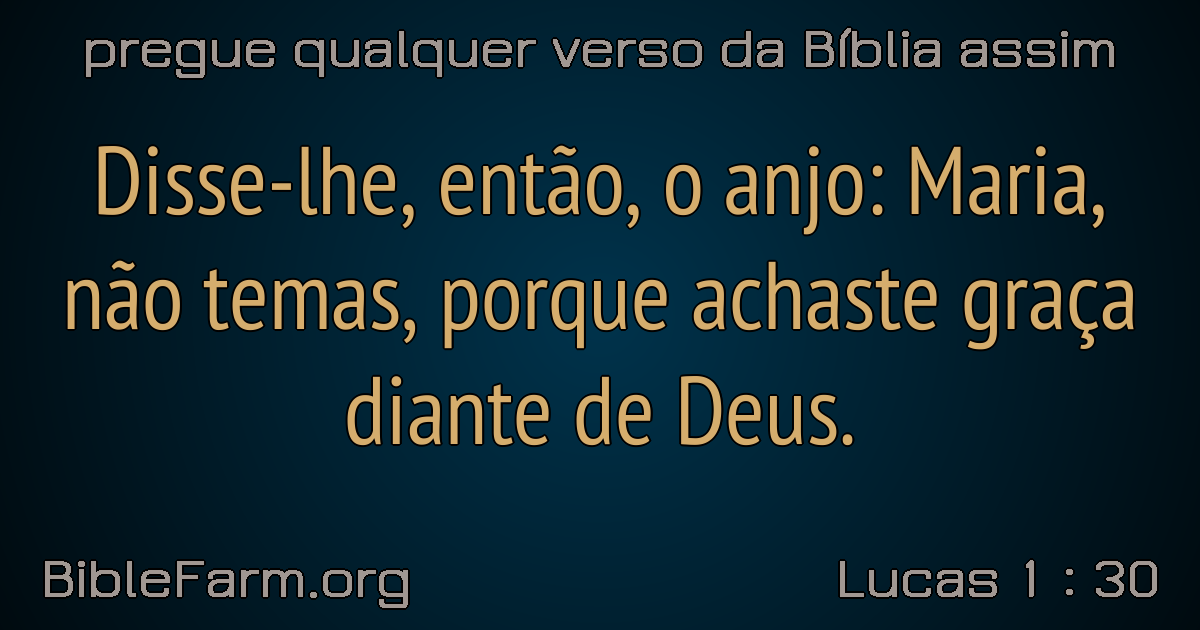 pregue qualquer verso da Bíblia assim
Disse-lhe, então, o anjo: Maria,
não temas, porque achaste graça
diante de Deus.
BibleFarm.org
Lucas 1 : 30